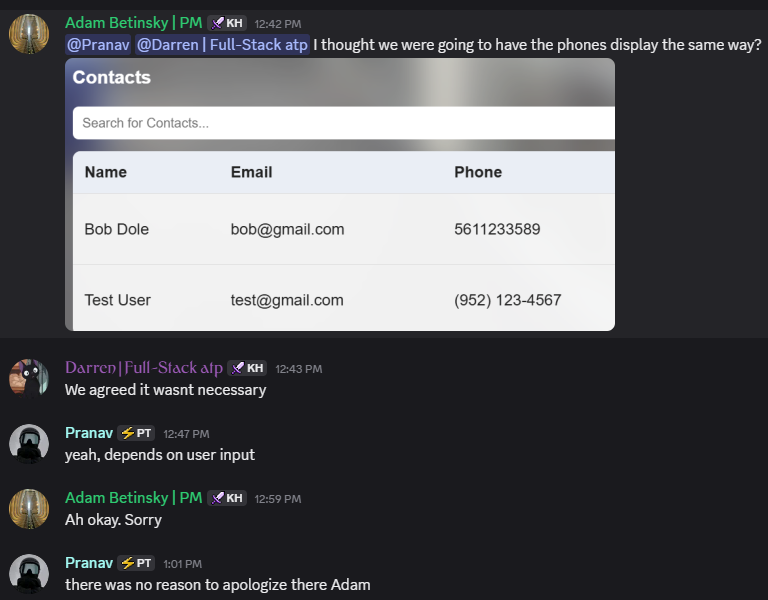 Adam Betinsky | PM KH 12:42 PM
@Pranav @Darren | Full-Stack atp I thought we were going to have the phones display the same way?
Contacts
Search for Contacts...
Name Email Phone
Bob Dole bob@gmail.com 5611233589
Test User test@gmail.com (952) 123-4567
Darren | Full-Stack atp KH 12:43 PM
We agreed it wasnt necessary
Pranav PT 12:47 PM
yeah, depends on user input
Adam Betinsky | PM KH 12:59 PM
Ah okay. Sorry
Pranav PT 1:01 PM
there was no reason to apologize there Adam